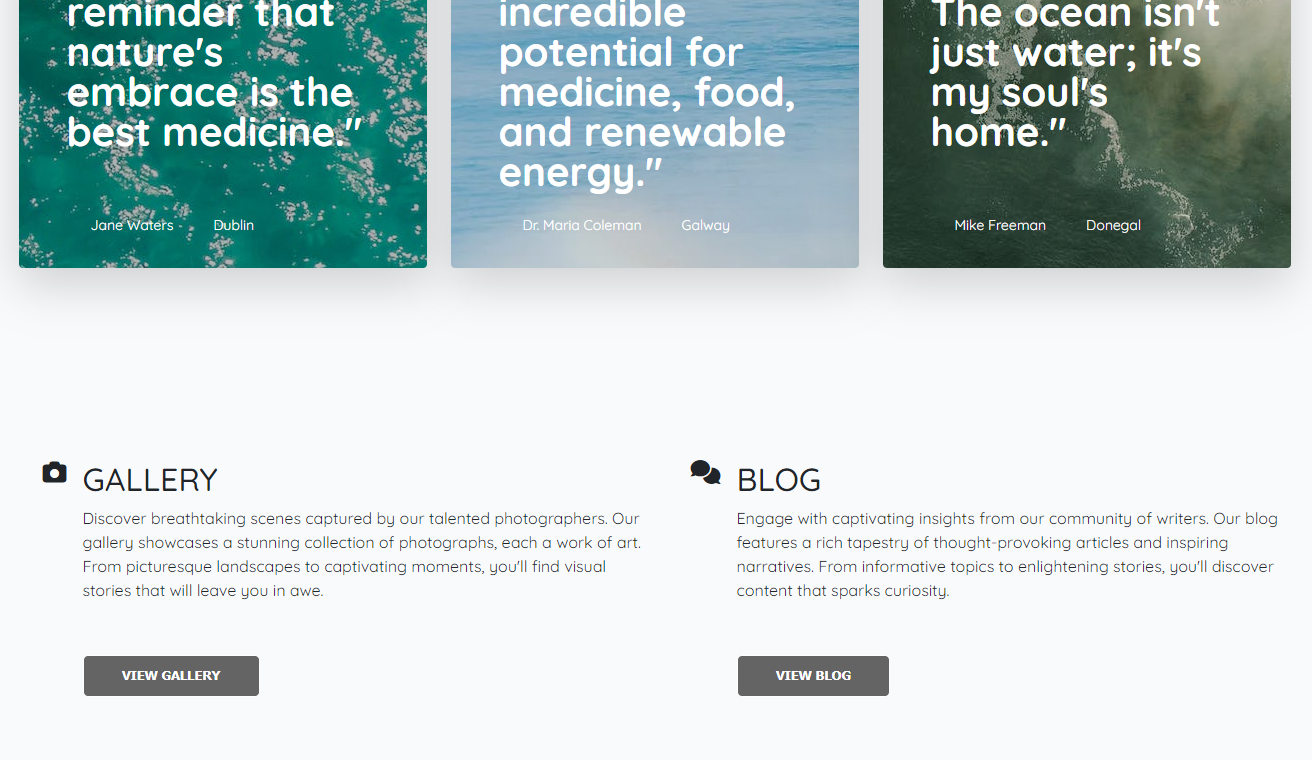 reminder that
nature's
embrace is the
best medicine."
Jane Waters Dublin
incredible
potential for
medicine, food,
and renewable
energy."
Dr. Maria Coleman Galway
The ocean isn't
just water; it's
my soul's
home."
Mike Freeman Donegal
GALLERY
Discover breathtaking scenes captured by our talented photographers. Our
gallery showcases a stunning collection of photographs, each a work of art.
From picturesque landscapes to captivating moments, you'll find visual
stories that will leave you in awe.
VIEW GALLERY
BLOG
Engage with captivating insights from our community of writers. Our blog
features a rich tapestry of thought-provoking articles and inspiring
narratives. From informative topics to enlightening stories, you'll discover
content that sparks curiosity.
VIEW BLOG